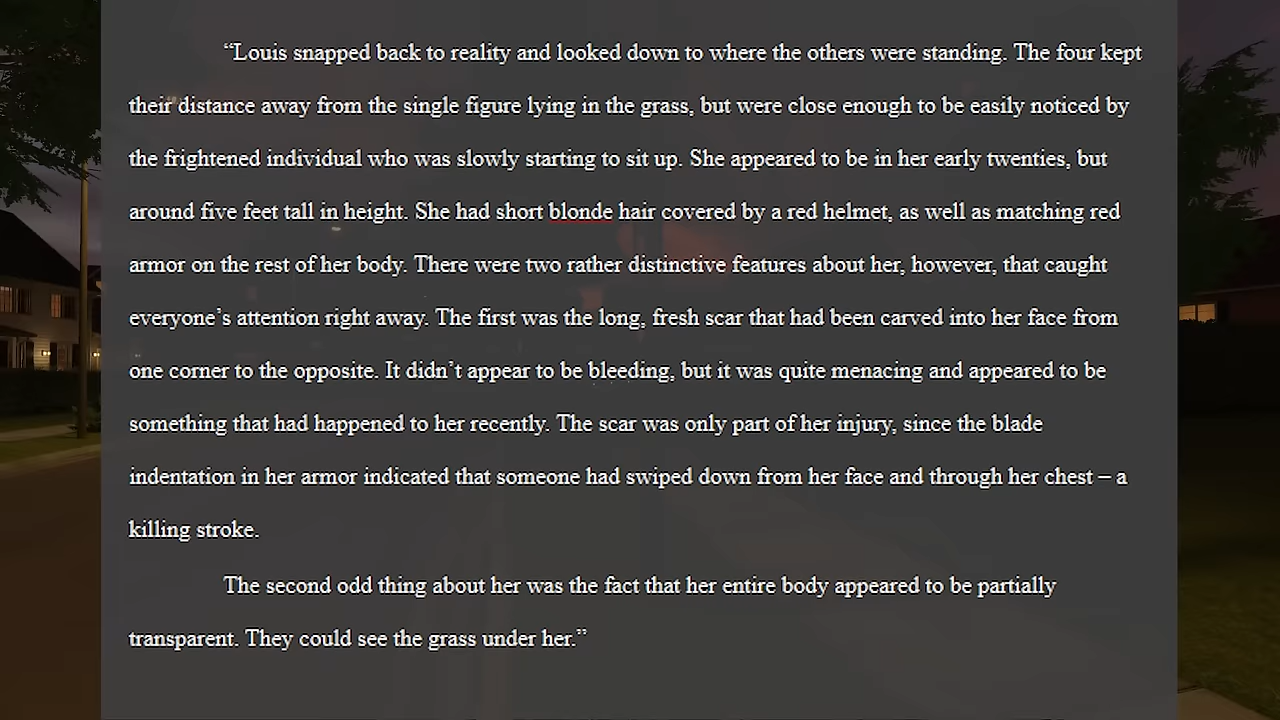 “Louis snapped back to reality and looked down to where the others were standing. The four kept
their distance away from the single figure lying in the grass, but were close enough to be easily noticed by
the frightened individual who was slowly starting to sit up. She appeared to be in her early twenties, but
around five feet tall in height. She had short blonde hair covered by a red helmet, as well as matching red
armor on the rest of her body. There were two rather distinctive features about her, however, that caught
everyone’s attention right away. The first was the long, fresh scar that had been carved into her face from
one corner to the opposite. It didn’t appear to be bleeding, but it was quite menacing and appeared to be
something that had happened to her recently. The scar was only part of her injury, since the blade
indentation in her armor indicated that someone had swiped down from her face and through her chest – a
killing stroke.
The second odd thing about her was the fact that her entire body appeared to be partially
transparent. They could see the grass under her.”